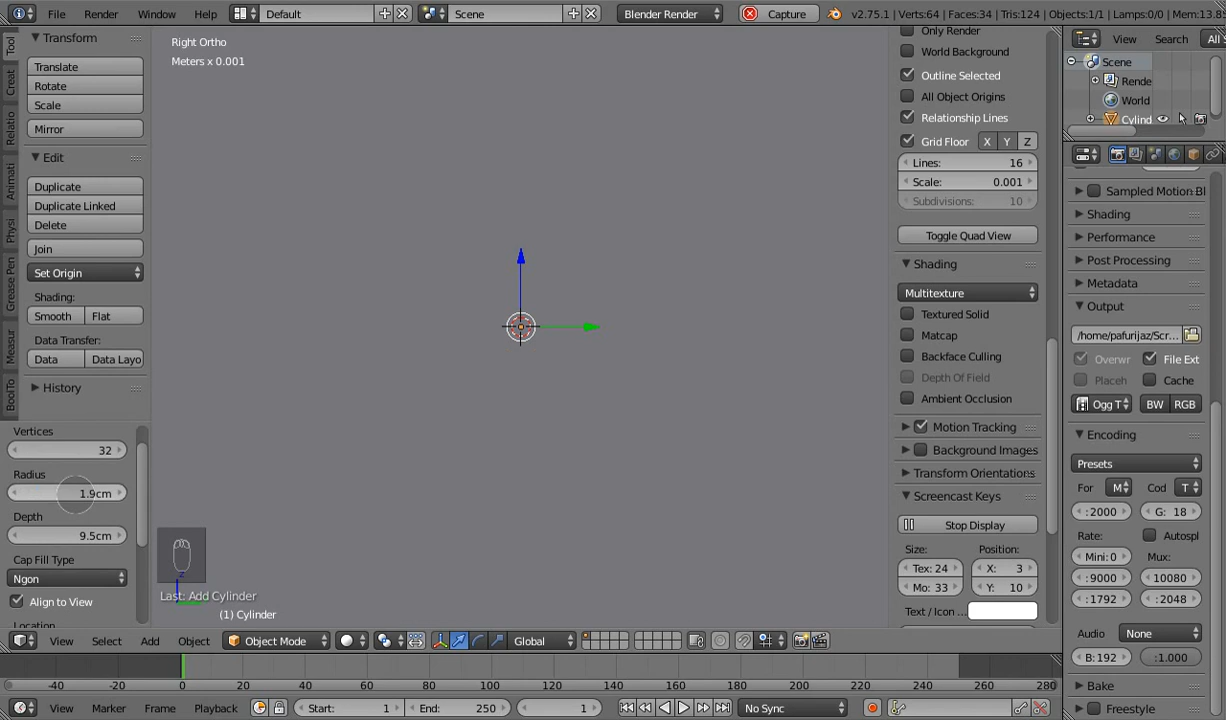 File Render Window Help Default Scene Blender Render Capture v2.75.1 | Verts:64 | Faces:34 | Tris:124 | Objects:1/1 | Lamps:0/0 | Mem:13.8
Tool
Creat
Relatio
Animati
Physi
Grease Pen
Measur
BoolTo
Transform
Translate
Rotate
Scale
Mirror
Edit
Duplicate
Duplicate Linked
Delete
Join
Set Origin
Shading:
Smooth Flat
Data Transfer:
Data Data Layo
History
Vertices
32
Radius
1.9cm
Depth
9.5cm
Cap Fill Type
Ngon
Align to View
Location
Right Ortho
Meters x 0.001
z
Last: Add Cylinder
(1) Cylinder
Only Render
World Background
Outline Selected
All Object Origins
Relationship Lines
Grid Floor X Y Z
Lines: 16
Scale: 0.001
Subdivisions: 10
Toggle Quad View
Shading
Multitexture
Textured Solid
Matcap
Backface Culling
Depth Of Field
Ambient Occlusion
Motion Tracking
Background Images
Transform Orientations
Screencast Keys
Stop Display
Size: Position:
Tex: 24 X: 3
Mo: 33 Y: 10
Text / Icon ...
View Search All S
Scene
Rende
World
Cylind
Sampled Motion Bl
Shading
Performance
Post Processing
Metadata
Output
/home/pafurijaz/Scr...
Overwr File Ext
Placeh Cache
Ogg T BW RGB
Encoding
Presets
For M Cod T
:2000 G: 18
Rate: Autospl
Mini: 0 Mux:
:9000 10080
:1792 :2048
Audio None
B: 192 :1.000
Bake
Freestyle
View Select Add Object Object Mode Global
-40 -20 0 20 40 60 80 100 120 140 160 180 200 220 240 260 280
View Marker Frame Playback Start: 1 End: 250 1 No Sync